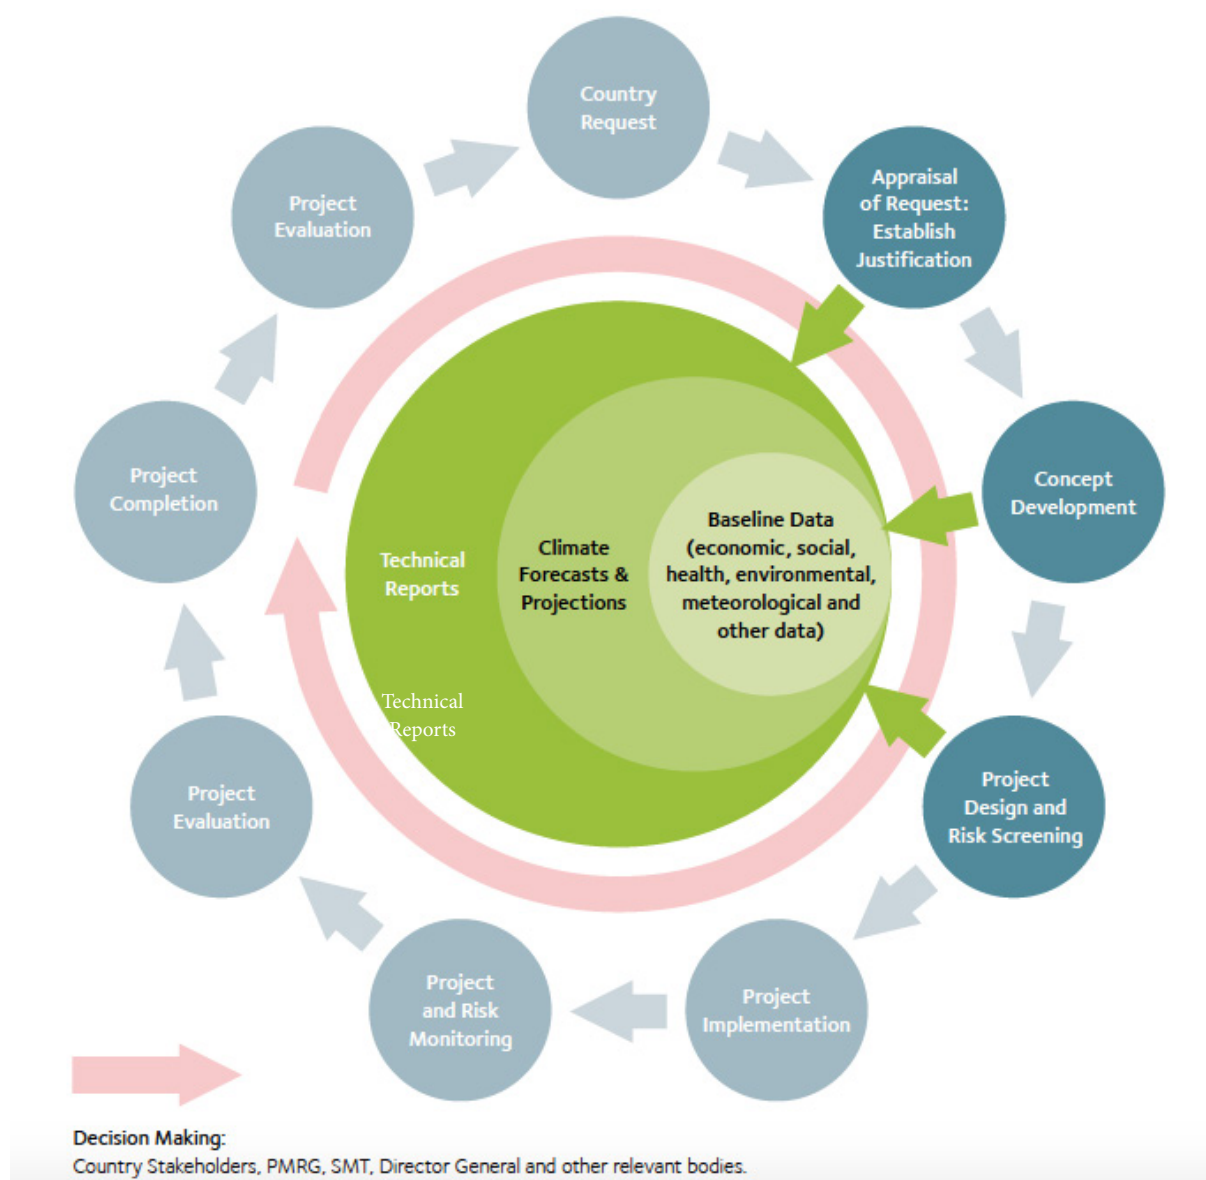 Country
Request
Appraisal
of Request:
Establish
Justification
Concept
Development
Project
Design and
Risk Screening
Project
Implementation
Project
and Risk
Monitoring
Project
Evaluation
Project
Completion
Project
Evaluation
Technical
Reports
Climate
Forecasts &
Projections
Baseline Data
(economic, social,
health, environmental,
meteorological and
other data)
Technical
Reports
Decision Making:
Country Stakeholders, PMRG, SMT, Director General and other relevant bodies.